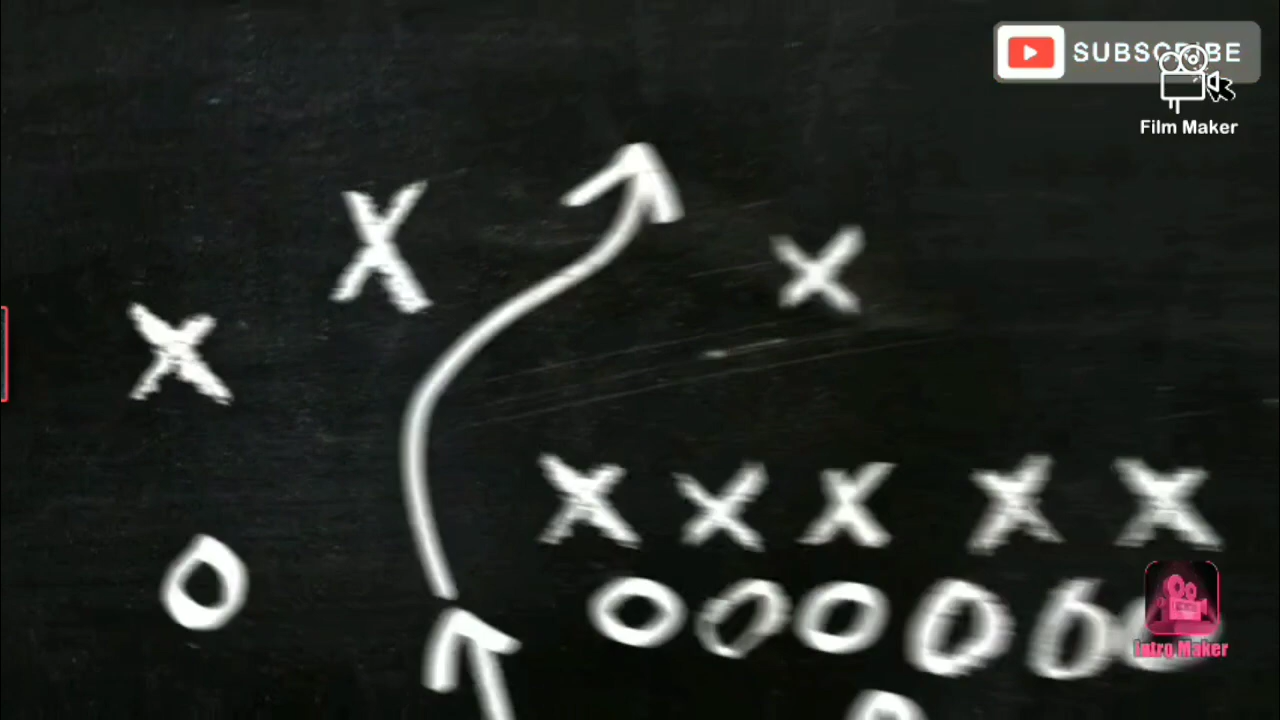 SUBSCRIBE
Film Maker
X
X
X
X X X X X
O
O O O O O O
Intro Maker